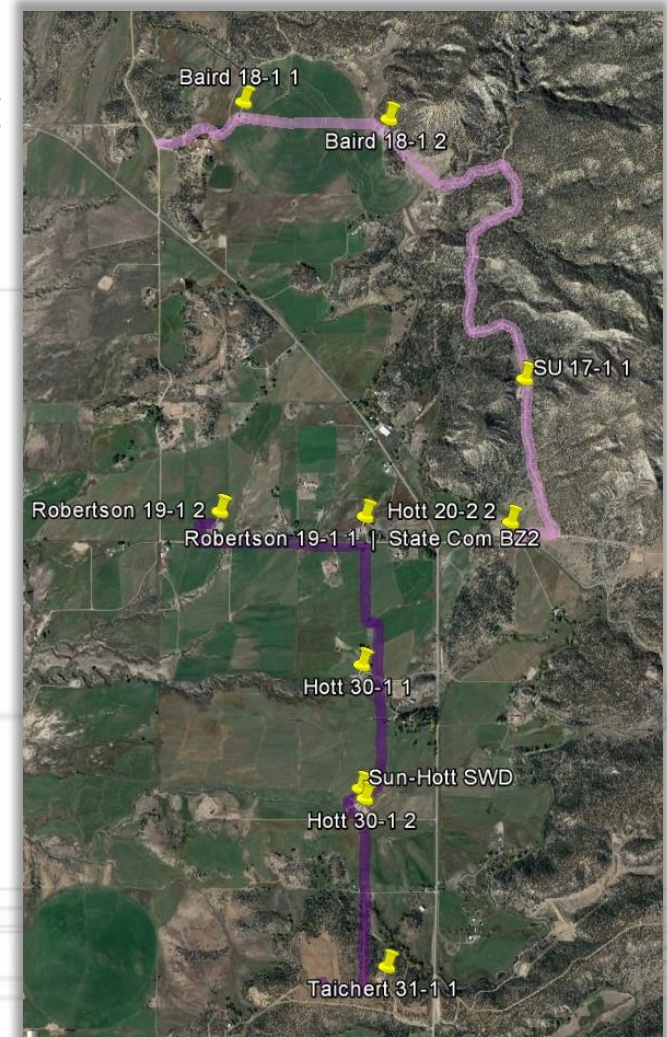 Baird 18-1 1
Baird 18-1 2
SU 17-1 1
Robertson 19-1 2
Hott 20-2 2
Robertson 19-1 1 | State Com BZ2
Hott 30-1 1
Sun-Hott SWD
Hott 30-1 2
Taichert 31-1 1